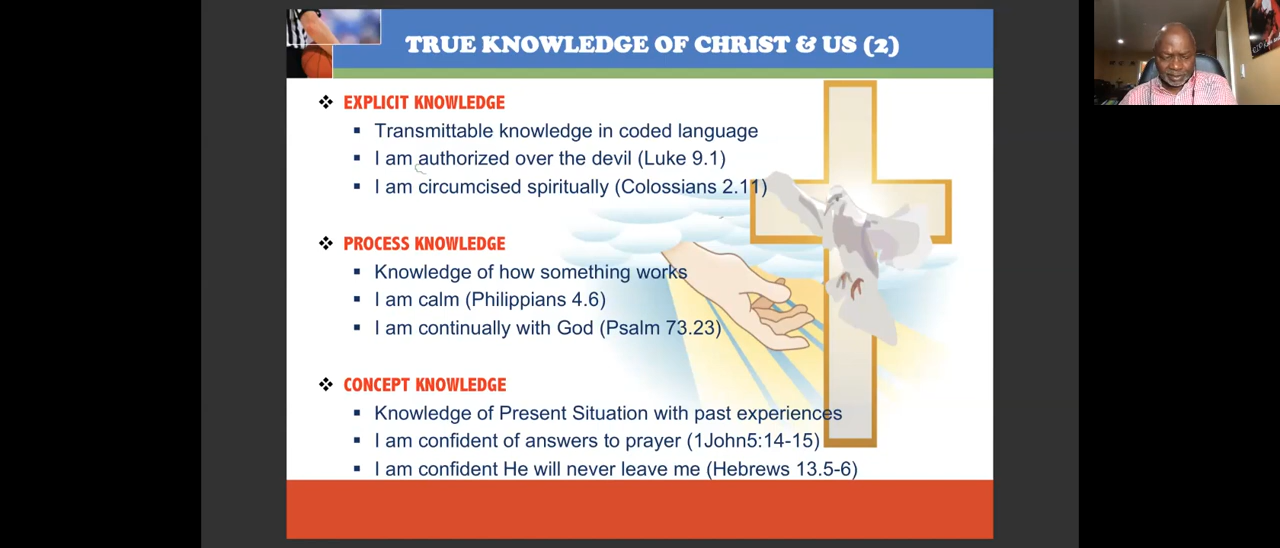 TRUE KNOWLEDGE OF CHRIST & US (2)
EXPLICIT KNOWLEDGE
Transmittable knowledge in coded language
I am authorized over the devil (Luke 9.1)
I am circumcised spiritually (Colossians 2.11)
PROCESS KNOWLEDGE
Knowledge of how something works
I am calm (Philippians 4.6)
I am continually with God (Psalm 73.23)
CONCEPT KNOWLEDGE
Knowledge of Present Situation with past experiences
I am confident of answers to prayer (1John5:14-15)
I am confident He will never leave me (Hebrews 13.5-6)